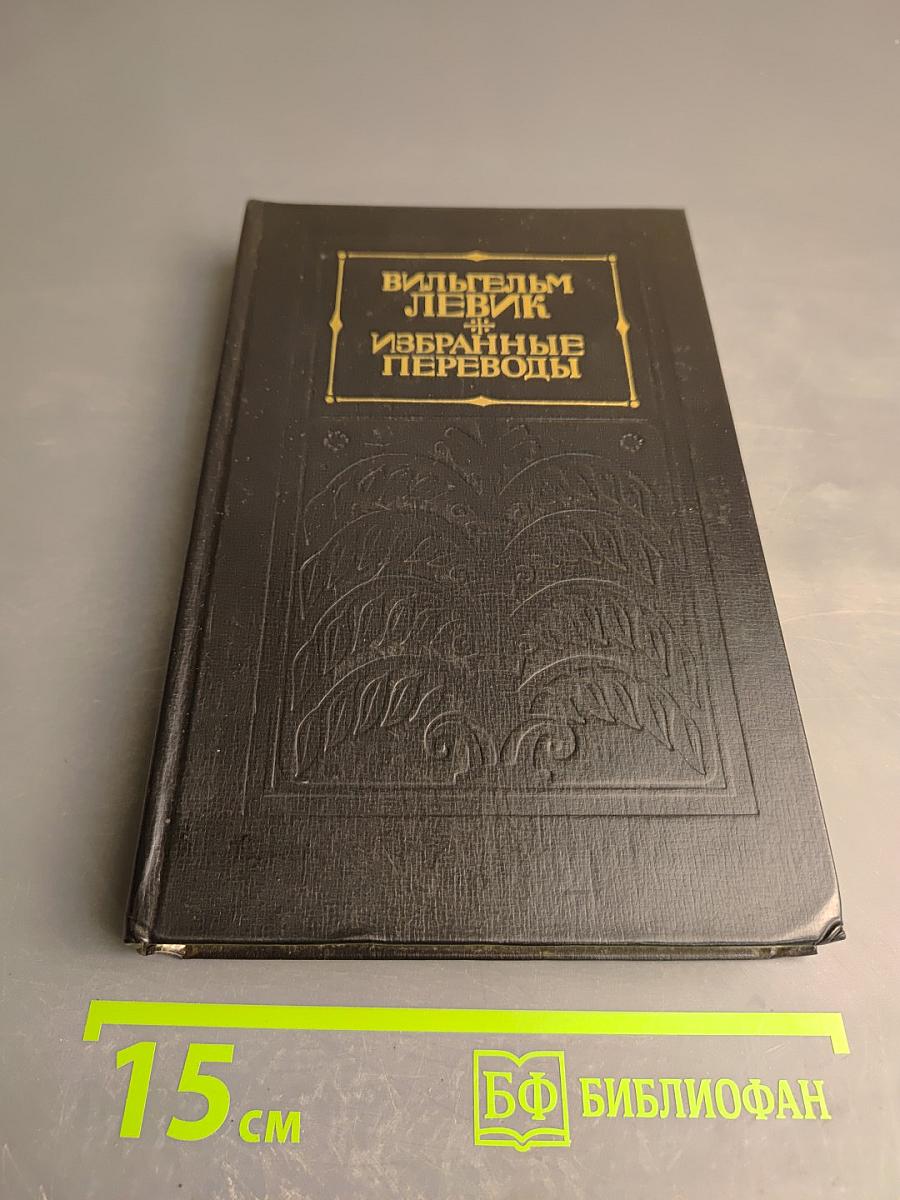 ВИЛЬГЕЛЬМ
ЛЕВИК
ИЗБРАННЫЕ
ПЕРЕВОДЫ
15 см
БФ БИБЛИОФАН